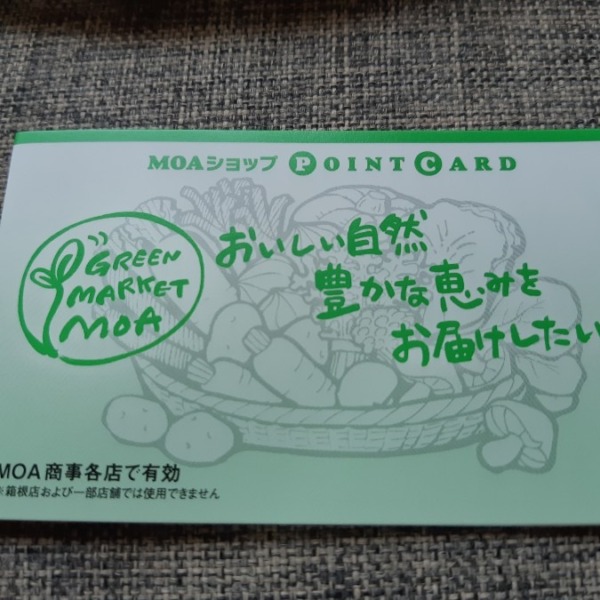 MOAショップ POINT CARD
GREEN
MARKET
MOA
おいしい自然
豊かな恵みを
お届けしたい
MOA商事各店で有効
※箱根店および一部店舗では使用できません